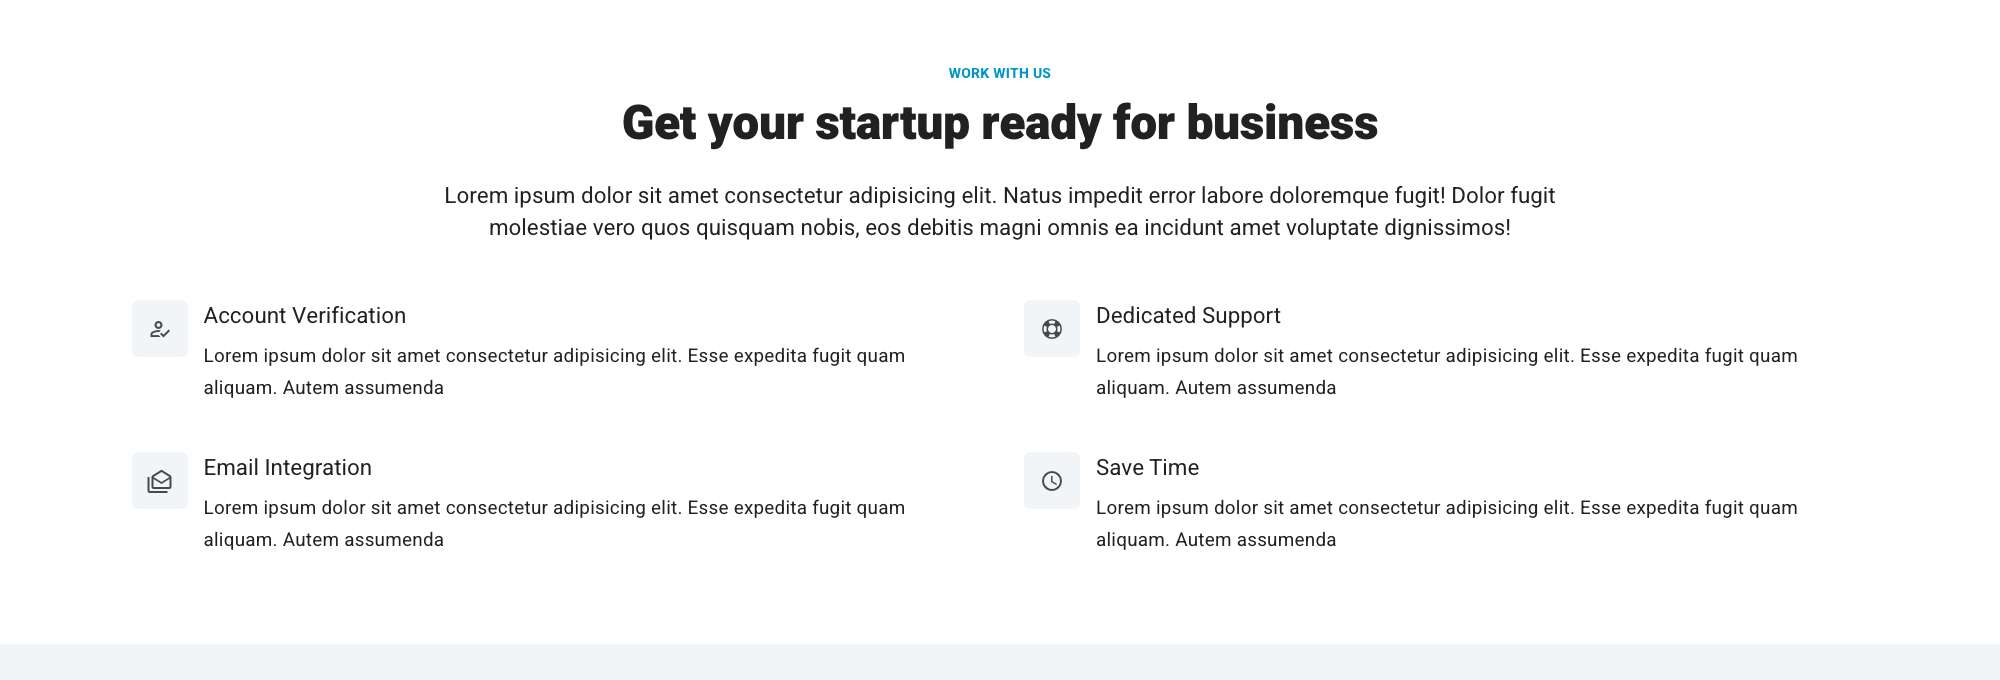 WORK WITH US
Get your startup ready for business
Lorem ipsum dolor sit amet consectetur adipisicing elit. Natus impedit error labore doloremque fugit! Dolor fugit
molestiae vero quos quisquam nobis, eos debitis magni omnis ea incidunt amet voluptate dignissimos!
Account Verification
Lorem ipsum dolor sit amet consectetur adipisicing elit. Esse expedita fugit quam
aliquam. Autem assumenda
Dedicated Support
Lorem ipsum dolor sit amet consectetur adipisicing elit. Esse expedita fugit quam
aliquam. Autem assumenda
Email Integration
Lorem ipsum dolor sit amet consectetur adipisicing elit. Esse expedita fugit quam
aliquam. Autem assumenda
Save Time
Lorem ipsum dolor sit amet consectetur adipisicing elit. Esse expedita fugit quam
aliquam. Autem assumenda